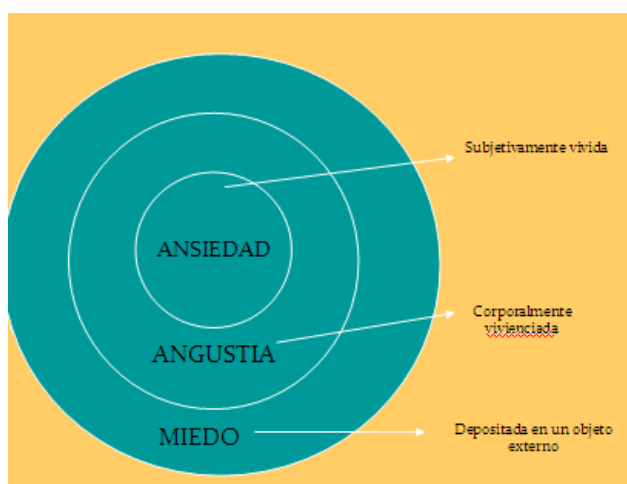 Subjetivamente vivida
ANSIEDAD
Corporalmente
vivienciada
ANGUSTIA
Depositada en un objeto
externo
MIEDO